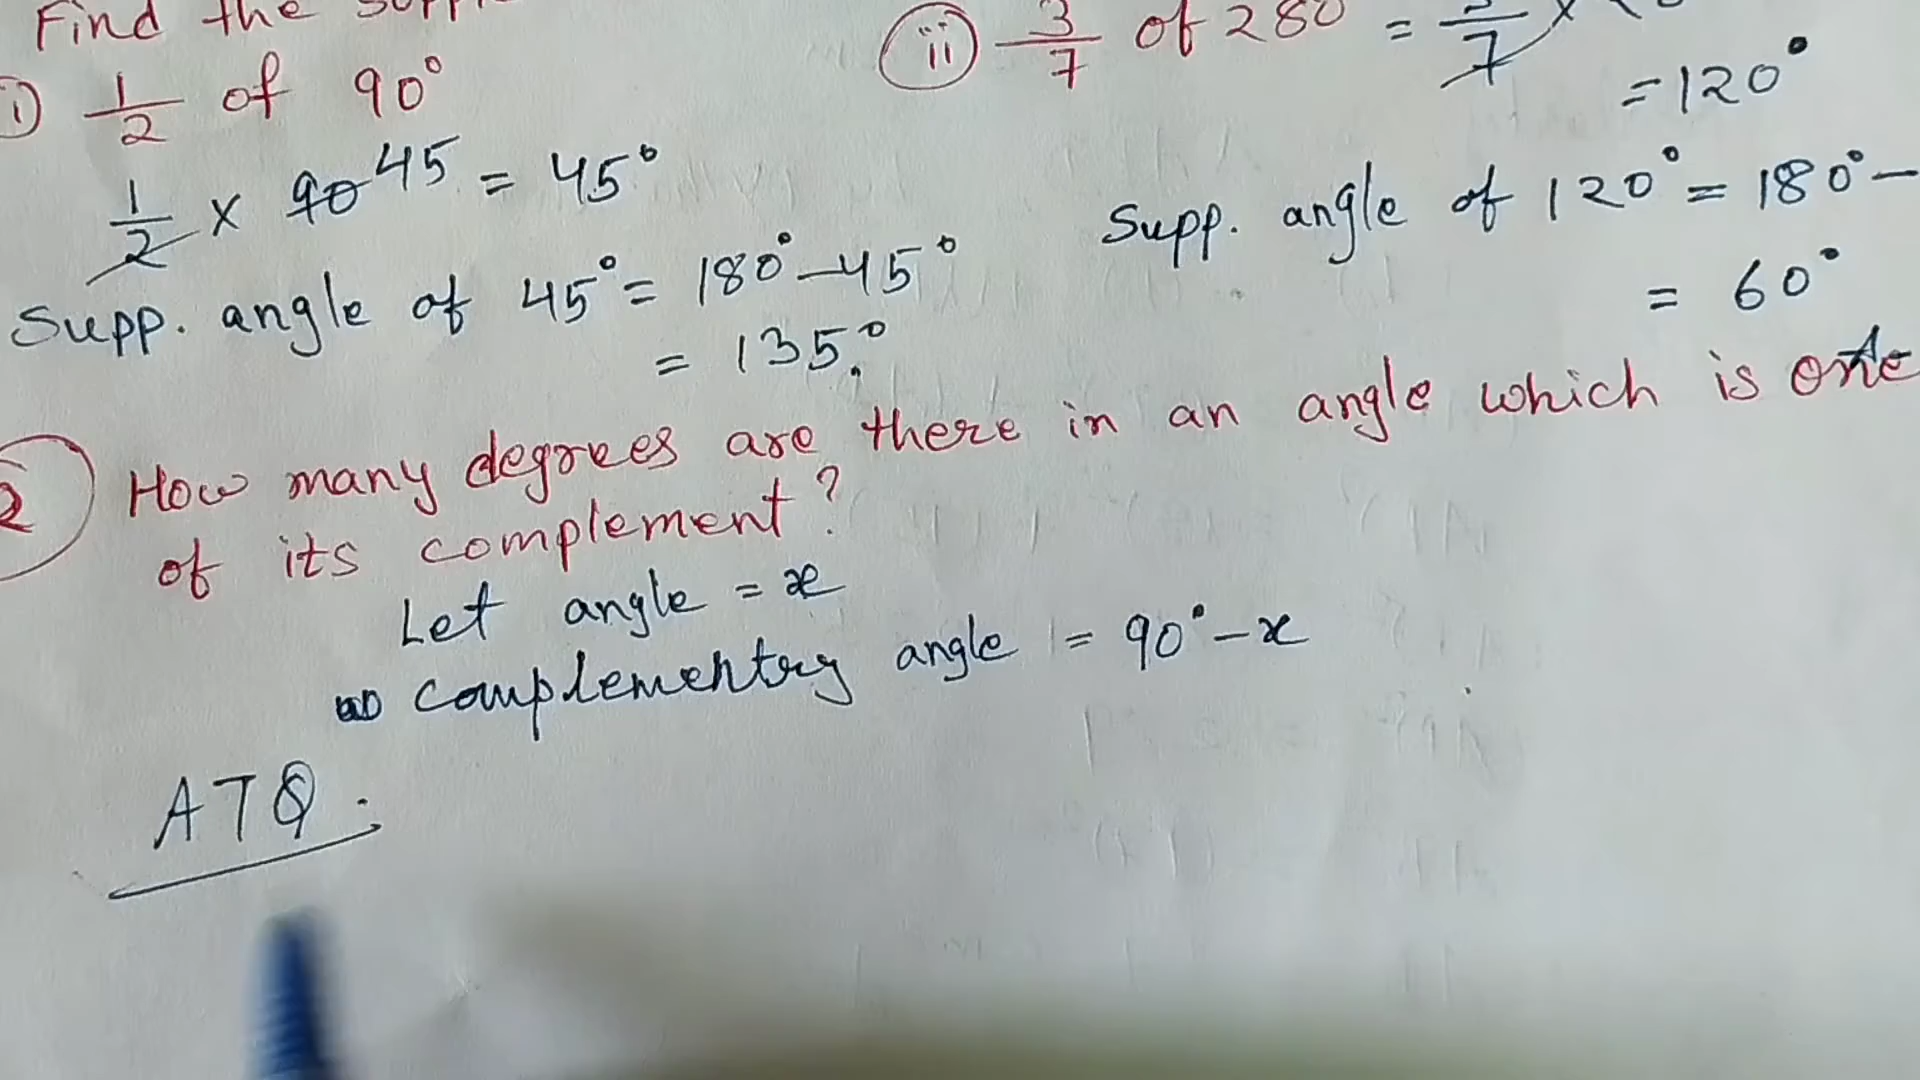 Find the
i) 1/2 of 90°
1/2 × 90 45 = 45°
Supp. angle of 45° = 180° - 45°
= 135°.
ii) 3/7 of 280 =
= 120°
Supp. angle of 120° = 180° -
= 60°
2 How many degrees are there in an angle which is
of its complement?
Let angle = x
complementry angle = 90° - x
ATQ.